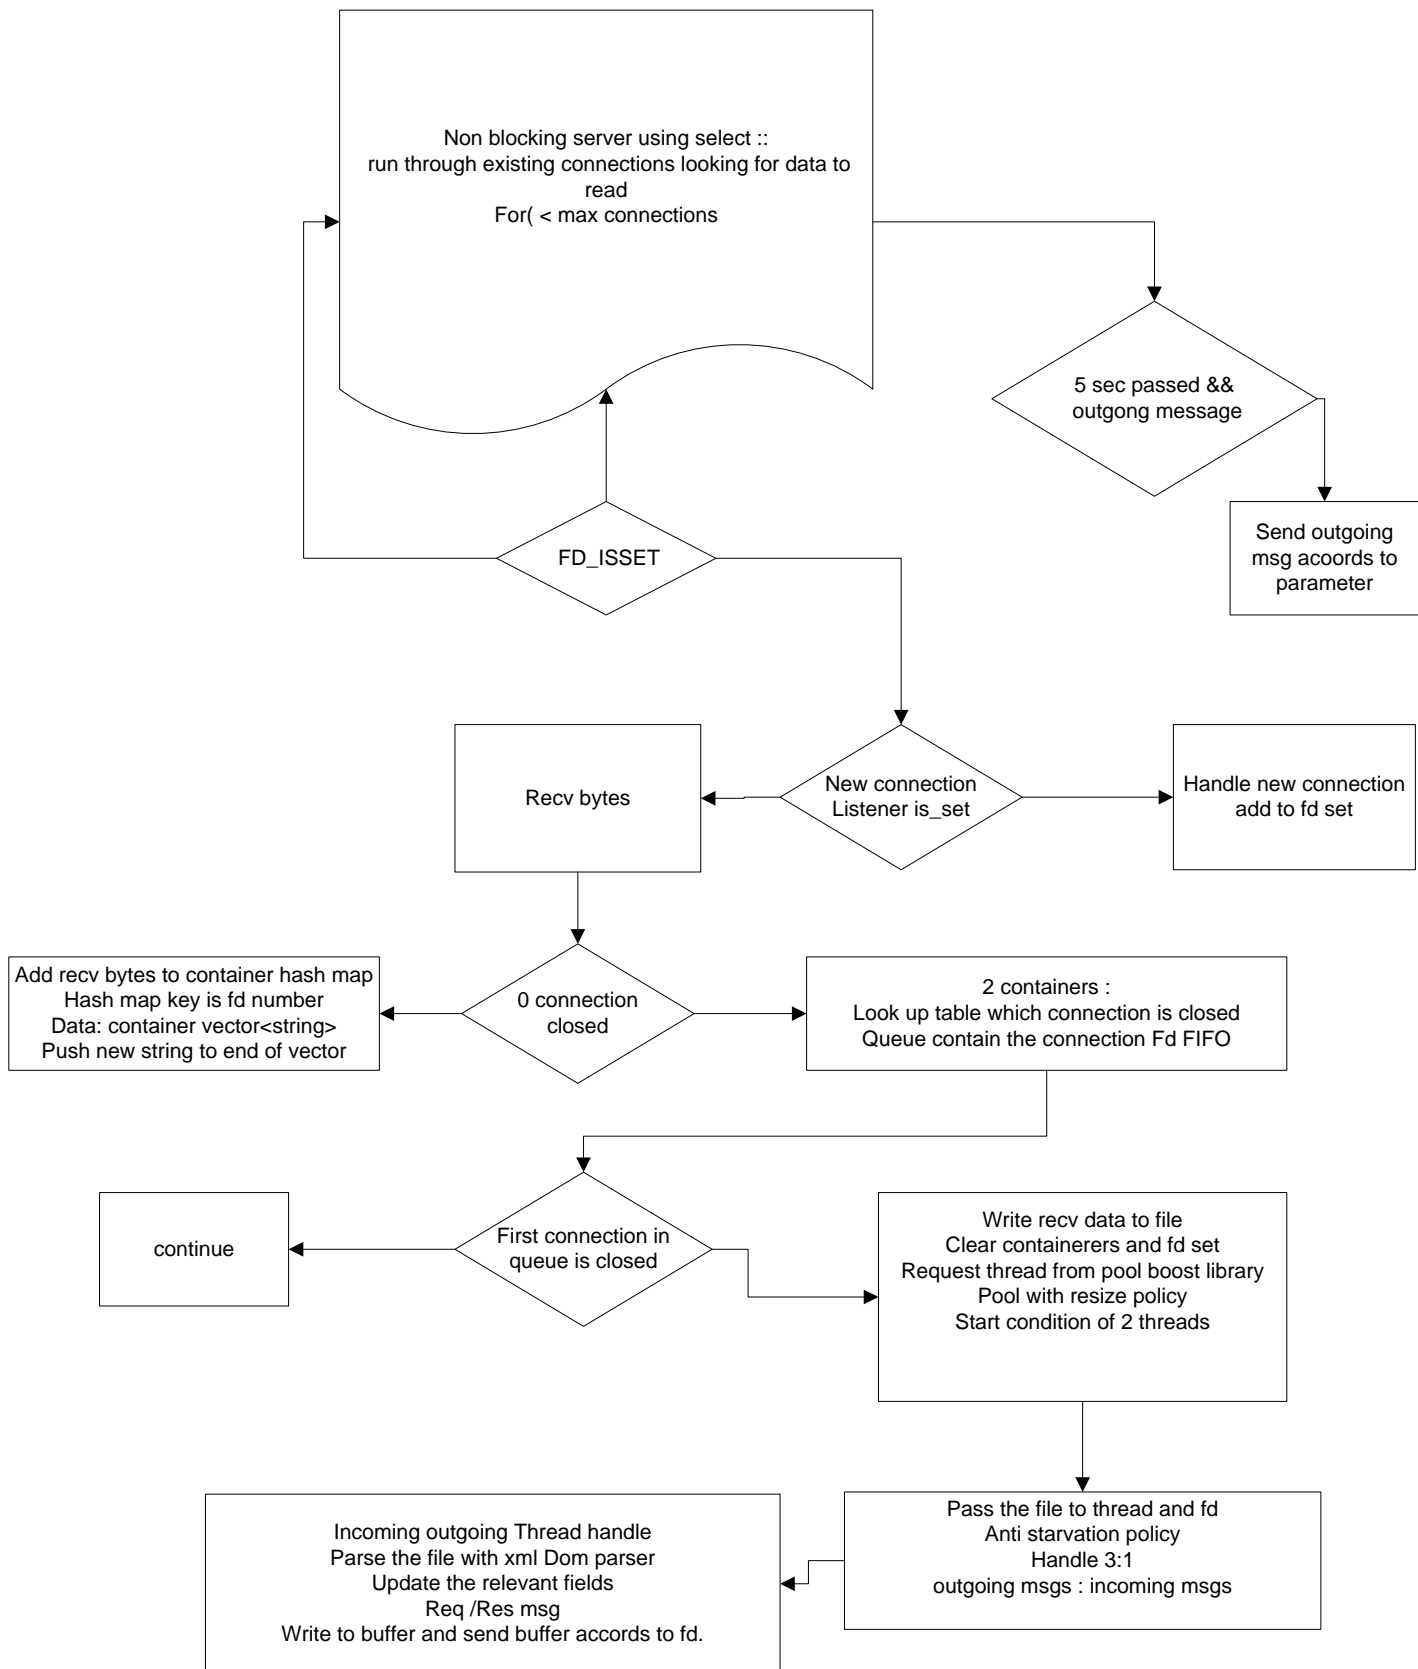 Non blocking server using select ::
run through existing connections looking for data to
read
For( < max connections
5 sec passed &&
outgong message
Send outgoing
msg acoords to
parameter
FD_ISSET
Recv bytes
New connection
Listener is_set
Handle new connection
add to fd set
Add recv bytes to container hash map
Hash map key is fd number
Data: container vector<string>
Push new string to end of vector
0 connection
closed
2 containers :
Look up table which connection is closed
Queue contain the connection Fd FIFO
continue
First connection in
queue is closed
Write recv data to file
Clear containerers and fd set
Request thread from pool boost library
Pool with resize policy
Start condition of 2 threads
Pass the file to thread and fd
Anti starvation policy
Handle 3:1
outgoing msgs : incoming msgs
Incoming outgoing Thread handle
Parse the file with xml Dom parser
Update the relevant fields
Req /Res msg
Write to buffer and send buffer accords to fd.